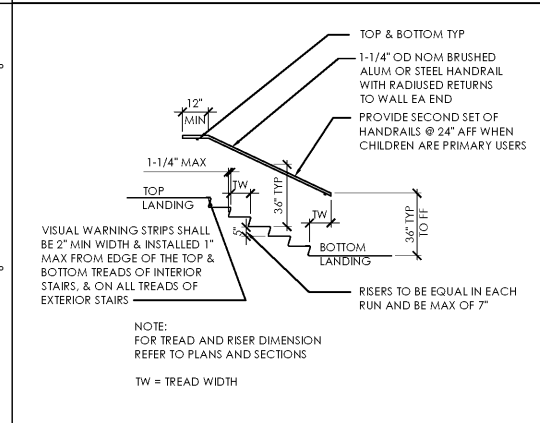 TOP & BOTTOM TYP
1-1/4" OD NOM BRUSHED
ALUM OR STEEL HANDRAIL
WITH RADIUSED RETURNS
TO WALL EA END
PROVIDE SECOND SET OF
HANDRAILS @ 24" AFF WHEN
CHILDREN ARE PRIMARY USERS
12"
MIN
1-1/4" MAX
TOP
LANDING
TW
36" TYP
TW
36" TYP
TO FF
VISUAL WARNING STRIPS SHALL
BE 2" MIN WIDTH & INSTALLED 1"
MAX FROM EDGE OF THE TOP &
BOTTOM TREADS OF INTERIOR
STAIRS, & ON ALL TREADS OF
EXTERIOR STAIRS
BOTTOM
LANDING
RISERS TO BE EQUAL IN EACH
RUN AND BE MAX OF 7"
NOTE:
FOR TREAD AND RISER DIMENSION
REFER TO PLANS AND SECTIONS
TW = TREAD WIDTH